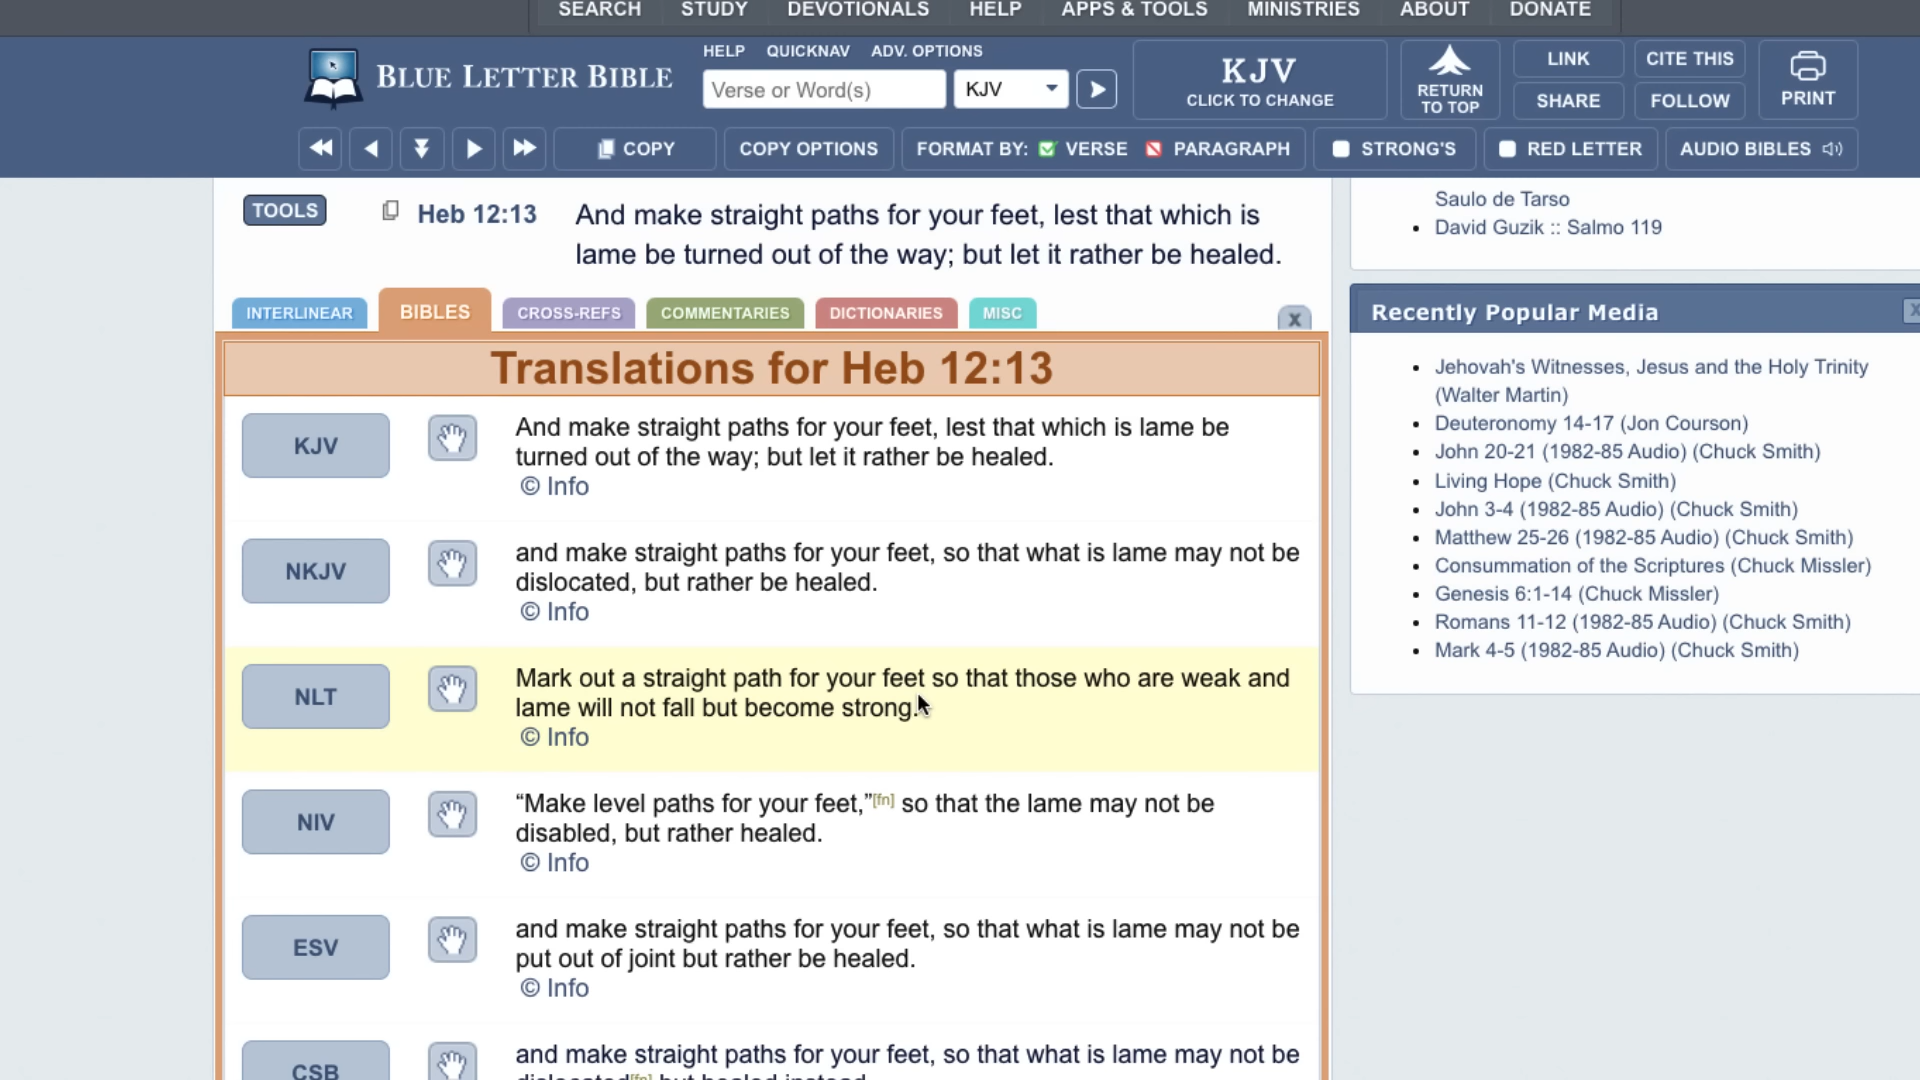 SEARCH STUDY DEVOTIONALS HELP APPS & TOOLS MINISTRIES ABOUT DONATE
BLUE LETTER BIBLE
HELP QUICKNAV ADV. OPTIONS
Verse or Word(s) KJV
KJV
CLICK TO CHANGE
RETURN
TO TOP
LINK CITE THIS
SHARE FOLLOW
PRINT
COPY COPY OPTIONS FORMAT BY: VERSE PARAGRAPH STRONG'S RED LETTER AUDIO BIBLES
TOOLS Heb 12:13 And make straight paths for your feet, lest that which is
lame be turned out of the way; but let it rather be healed.
INTERLINEAR BIBLES CROSS-REFS COMMENTARIES DICTIONARIES MISC X
Translations for Heb 12:13
KJV
And make straight paths for your feet, lest that which is lame be
turned out of the way; but let it rather be healed.
© Info
NKJV
and make straight paths for your feet, so that what is lame may not be
dislocated, but rather be healed.
© Info
NLT
Mark out a straight path for your feet so that those who are weak and
lame will not fall but become strong.
© Info
NIV
“Make level paths for your feet,”[fn] so that the lame may not be
disabled, but rather healed.
© Info
ESV
and make straight paths for your feet, so that what is lame may not be
put out of joint but rather be healed.
© Info
CSB
and make straight paths for your feet, so that what is lame may not be
dislocated[fn] but healed instead.
Saulo de Tarso
• David Guzik :: Salmo 119
Recently Popular Media X
• Jehovah's Witnesses, Jesus and the Holy Trinity
(Walter Martin)
• Deuteronomy 14-17 (Jon Courson)
• John 20-21 (1982-85 Audio) (Chuck Smith)
• Living Hope (Chuck Smith)
• John 3-4 (1982-85 Audio) (Chuck Smith)
• Matthew 25-26 (1982-85 Audio) (Chuck Smith)
• Consummation of the Scriptures (Chuck Missler)
• Genesis 6:1-14 (Chuck Missler)
• Romans 11-12 (1982-85 Audio) (Chuck Smith)
• Mark 4-5 (1982-85 Audio) (Chuck Smith)